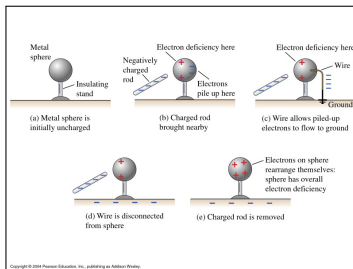 Metal
sphere
Insulating
stand
(a) Metal sphere is
initially uncharged
Electron deficiency here
Negatively
charged
rod
Electrons
pile up here
(b) Charged rod
brought nearby
Electron deficiency here
Wire
Ground
(c) Wire allows piled-up
electrons to flow to ground
(d) Wire is disconnected
from sphere
Electrons on sphere
rearrange themselves:
sphere has overall
electron deficiency
(e) Charged rod is removed
Copyright © 2004 Pearson Education, Inc., publishing as Addison Wesley.